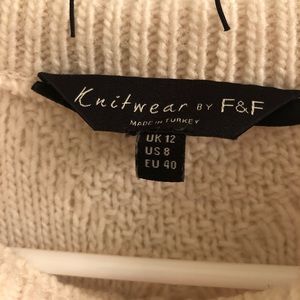 Knitwear BY F&F
MADE IN TURKEY
UK 12
US 8
EU 40